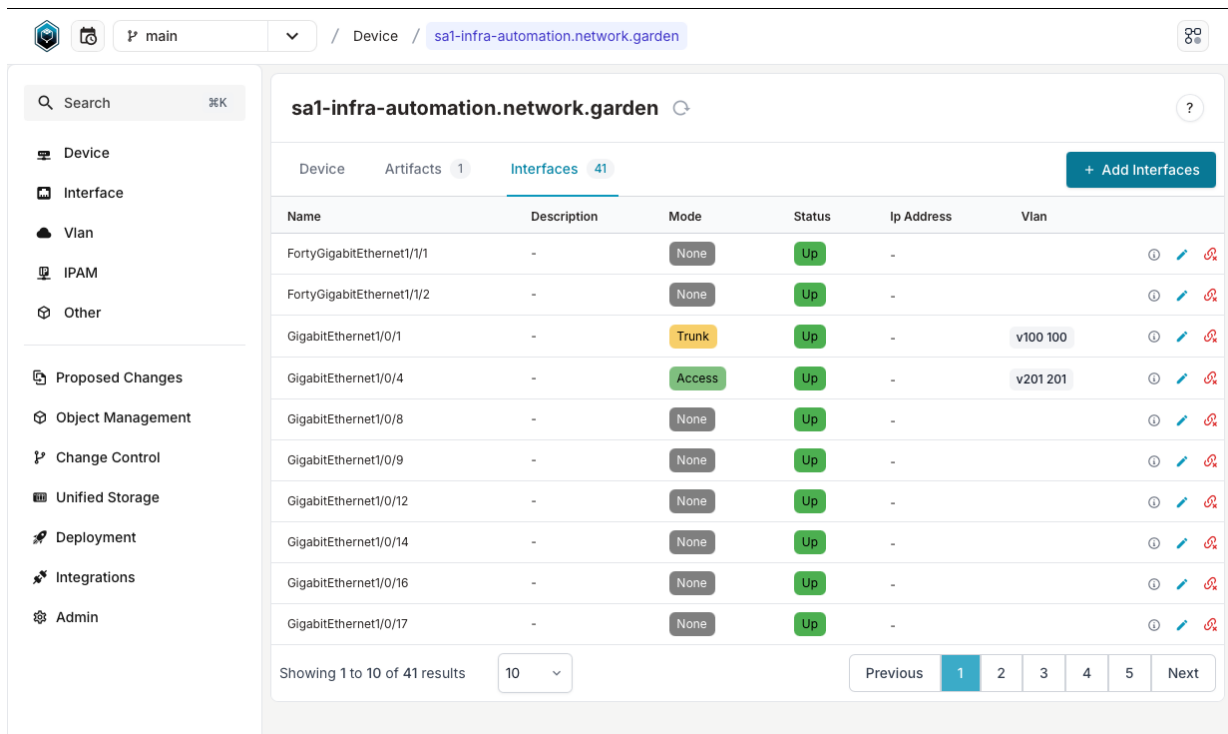 main / Device / sa1-infra-automation.network.garden
Search ⌘K
Device
Interface
Vlan
IPAM
Other
Proposed Changes
Object Management
Change Control
Unified Storage
Deployment
Integrations
Admin
sa1-infra-automation.network.garden ?
Device Artifacts 1 Interfaces 41 + Add Interfaces
Name Description Mode Status Ip Address Vlan
FortyGigabitEthernet1/1/1 - None Up -
FortyGigabitEthernet1/1/2 - None Up -
GigabitEthernet1/0/1 - Trunk Up - v100 100
GigabitEthernet1/0/4 - Access Up - v201 201
GigabitEthernet1/0/8 - None Up -
GigabitEthernet1/0/9 - None Up -
GigabitEthernet1/0/12 - None Up -
GigabitEthernet1/0/14 - None Up -
GigabitEthernet1/0/16 - None Up -
GigabitEthernet1/0/17 - None Up -
Showing 1 to 10 of 41 results 10 Previous 1 2 3 4 5 Next